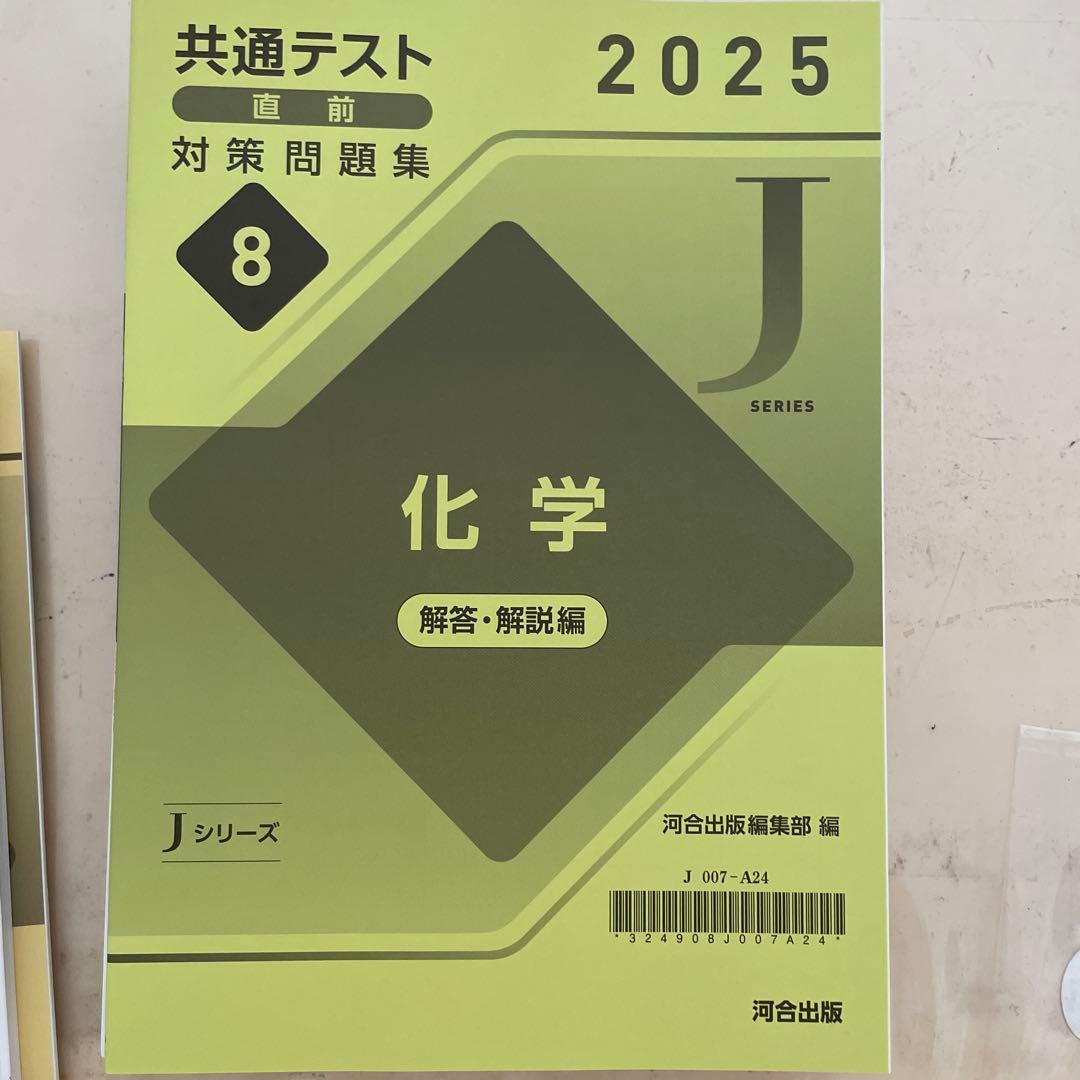 共通テスト
直前
対策問題集
8
2025
J
SERIES
化学
解答・解説編
Jシリーズ
河合出版編集部 編
J 007-A24
*324908J007A24*
河合出版